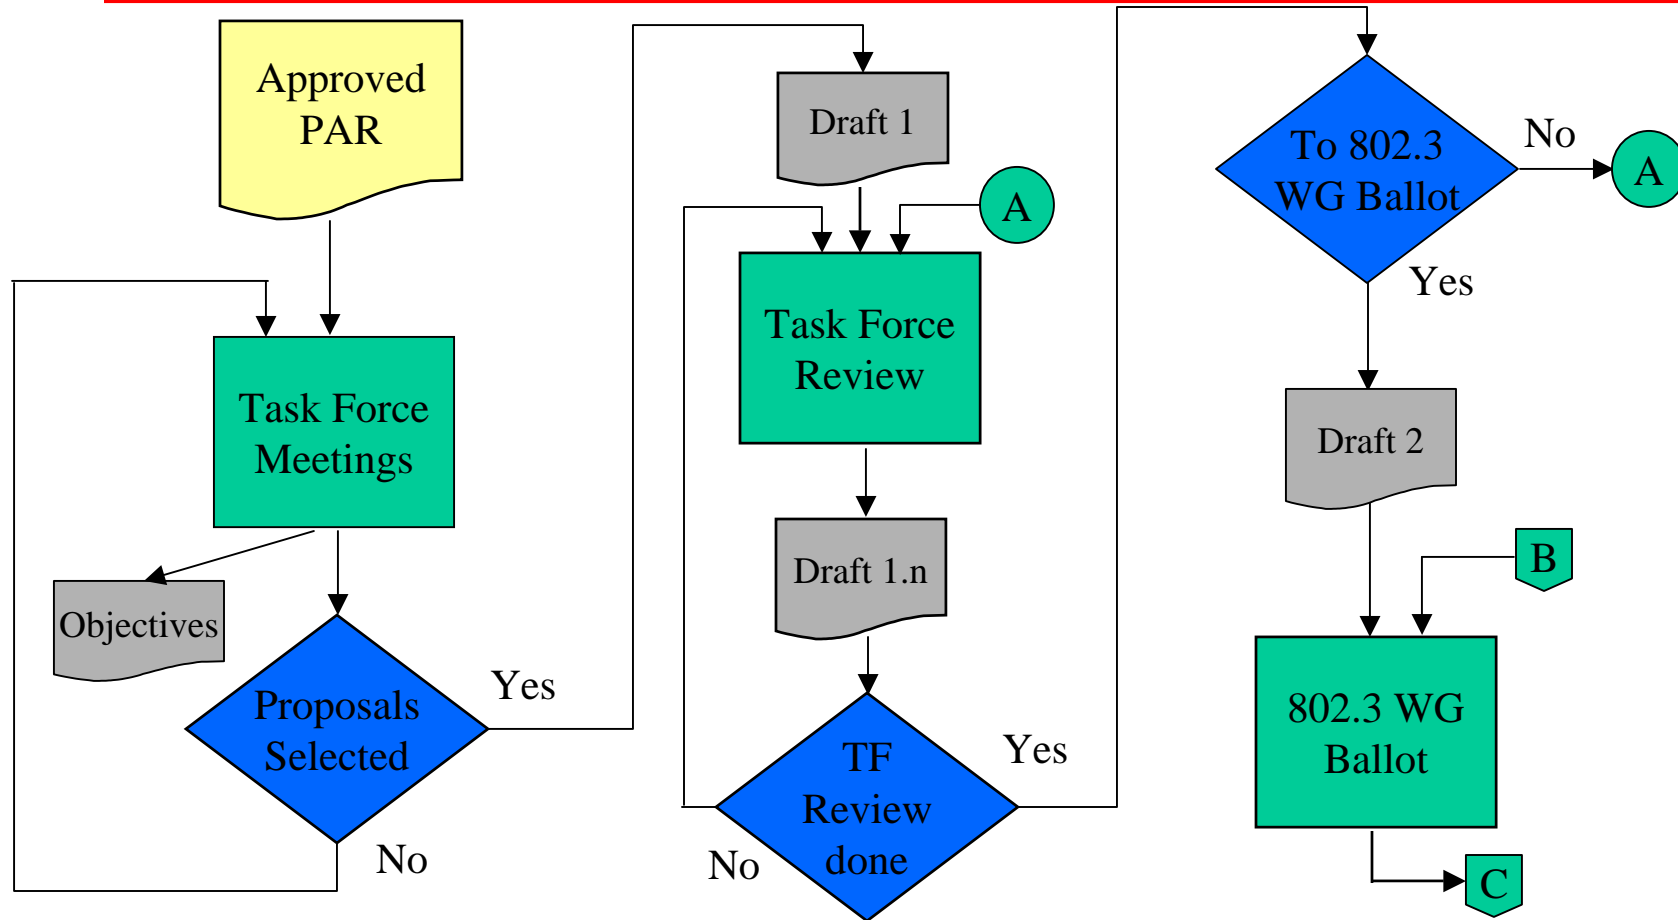 Approved
PAR
Task Force
Meetings
Objectives
Proposals
Selected
Yes
No
Draft 1
A
Task Force
Review
Draft 1.n
TF
Review
done
Yes
No
To 802.3
WG Ballot
No
A
Yes
Draft 2
B
802.3 WG
Ballot
C